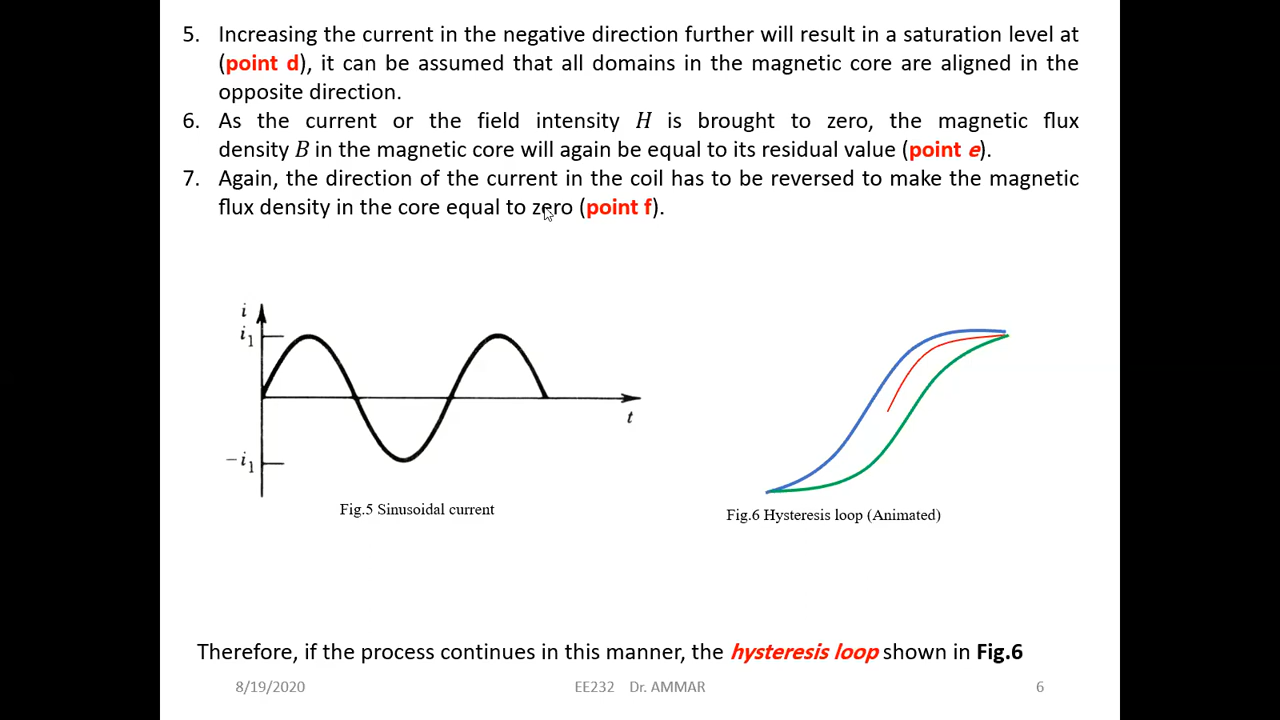 5. Increasing the current in the negative direction further will result in a saturation level at
(point d), it can be assumed that all domains in the magnetic core are aligned in the
opposite direction.
6. As the current or the field intensity H is brought to zero, the magnetic flux
density B in the magnetic core will again be equal to its residual value (point e).
7. Again, the direction of the current in the coil has to be reversed to make the magnetic
flux density in the core equal to zero (point f).
i
i1
−i1
t
Fig.5 Sinusoidal current
Fig.6 Hysteresis loop (Animated)
Therefore, if the process continues in this manner, the hysteresis loop shown in Fig.6
8/19/2020 EE232 Dr. AMMAR 6